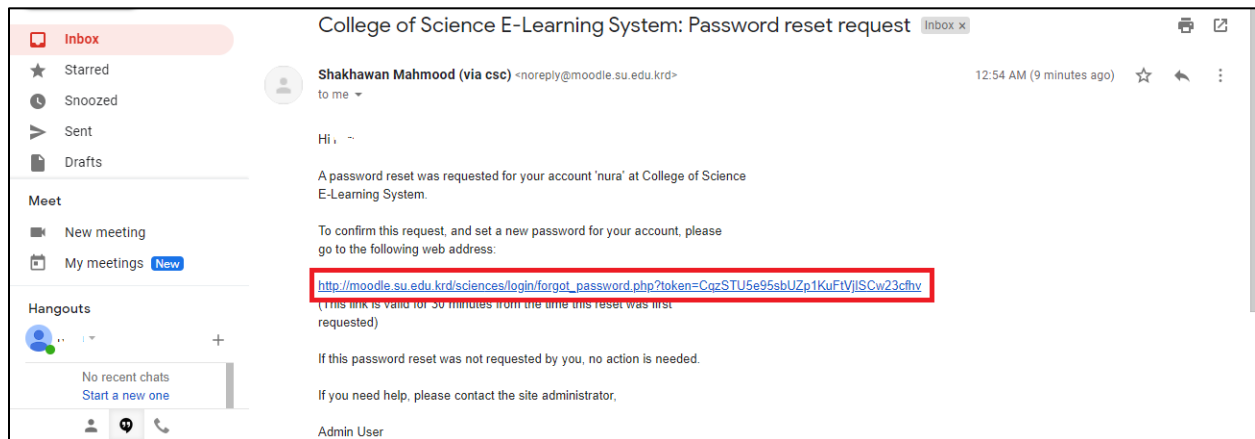 College of Science E-Learning System: Password reset request Inbox x
Inbox
Starred
Snoozed
Sent
Drafts
Meet
New meeting
My meetings New
Hangouts
No recent chats
Start a new one
Shakhawan Mahmood (via csc) <noreply@moodle.su.edu.krd>
12:54 AM (9 minutes ago)
to me
Hi
A password reset was requested for your account 'nura' at College of Science
E-Learning System.
To confirm this request, and set a new password for your account, please
go to the following web address:
http://moodle.su.edu.krd/sciences/login/forgot_password.php?token=CqzSTU5e95sbUZp1KuFtVjlSCw23cfhv
(This link is valid for 30 minutes from the time this reset was first
requested)
If this password reset was not requested by you, no action is needed.
If you need help, please contact the site administrator,
Admin User